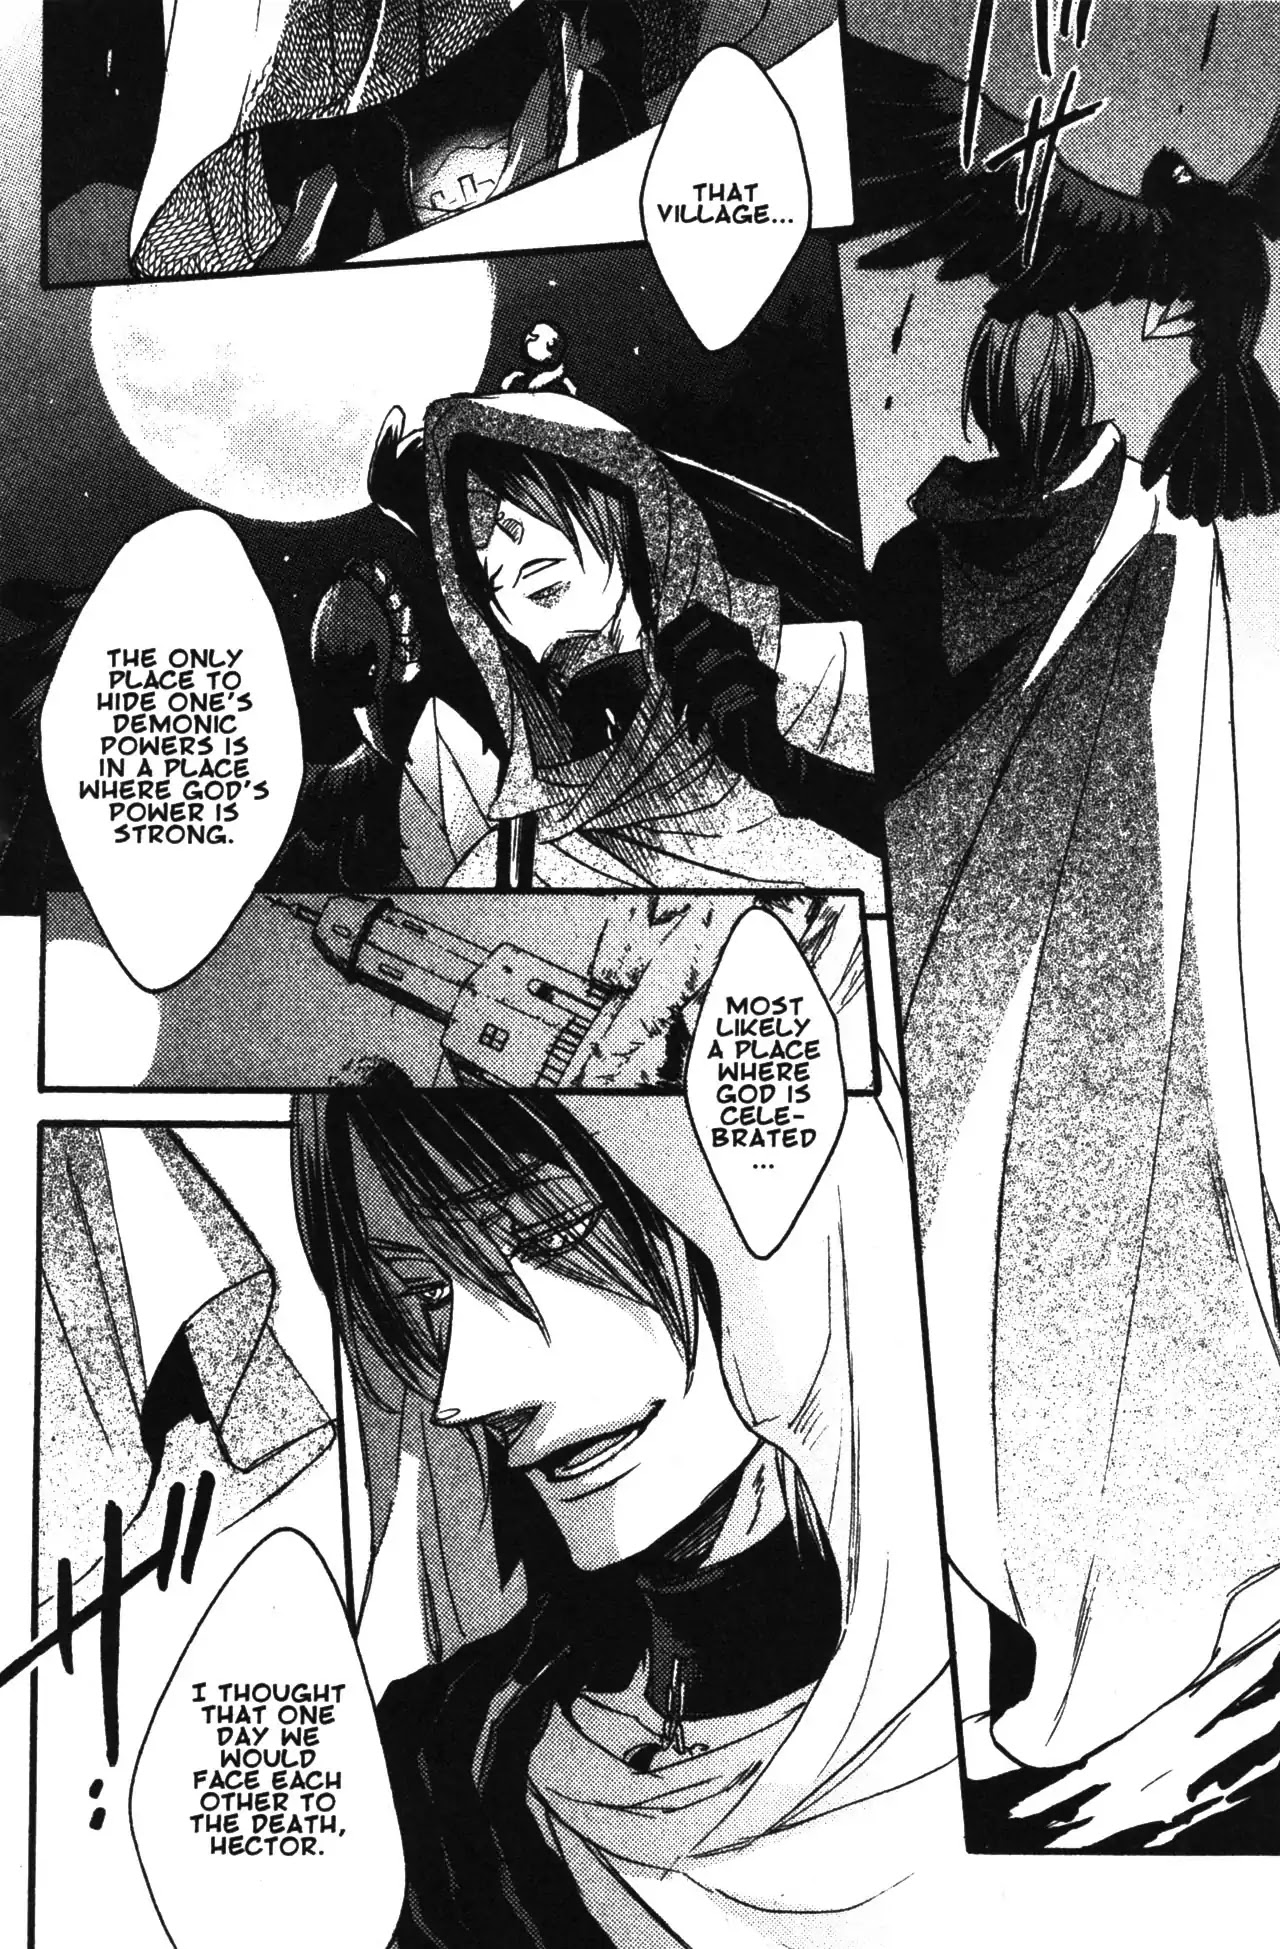 THAT
VILLAGE...
THE ONLY
PLACE TO
HIDE ONE'S
DEMONIC
POWERS IS
IN A PLACE
WHERE GOD'S
POWER IS
STRONG.
MOST
LIKELY
A PLACE
WHERE
GOD IS
CELE-
BRATED
...
I THOUGHT
THAT ONE
DAY WE
WOULD
FACE EACH
OTHER TO
THE DEATH,
HECTOR.